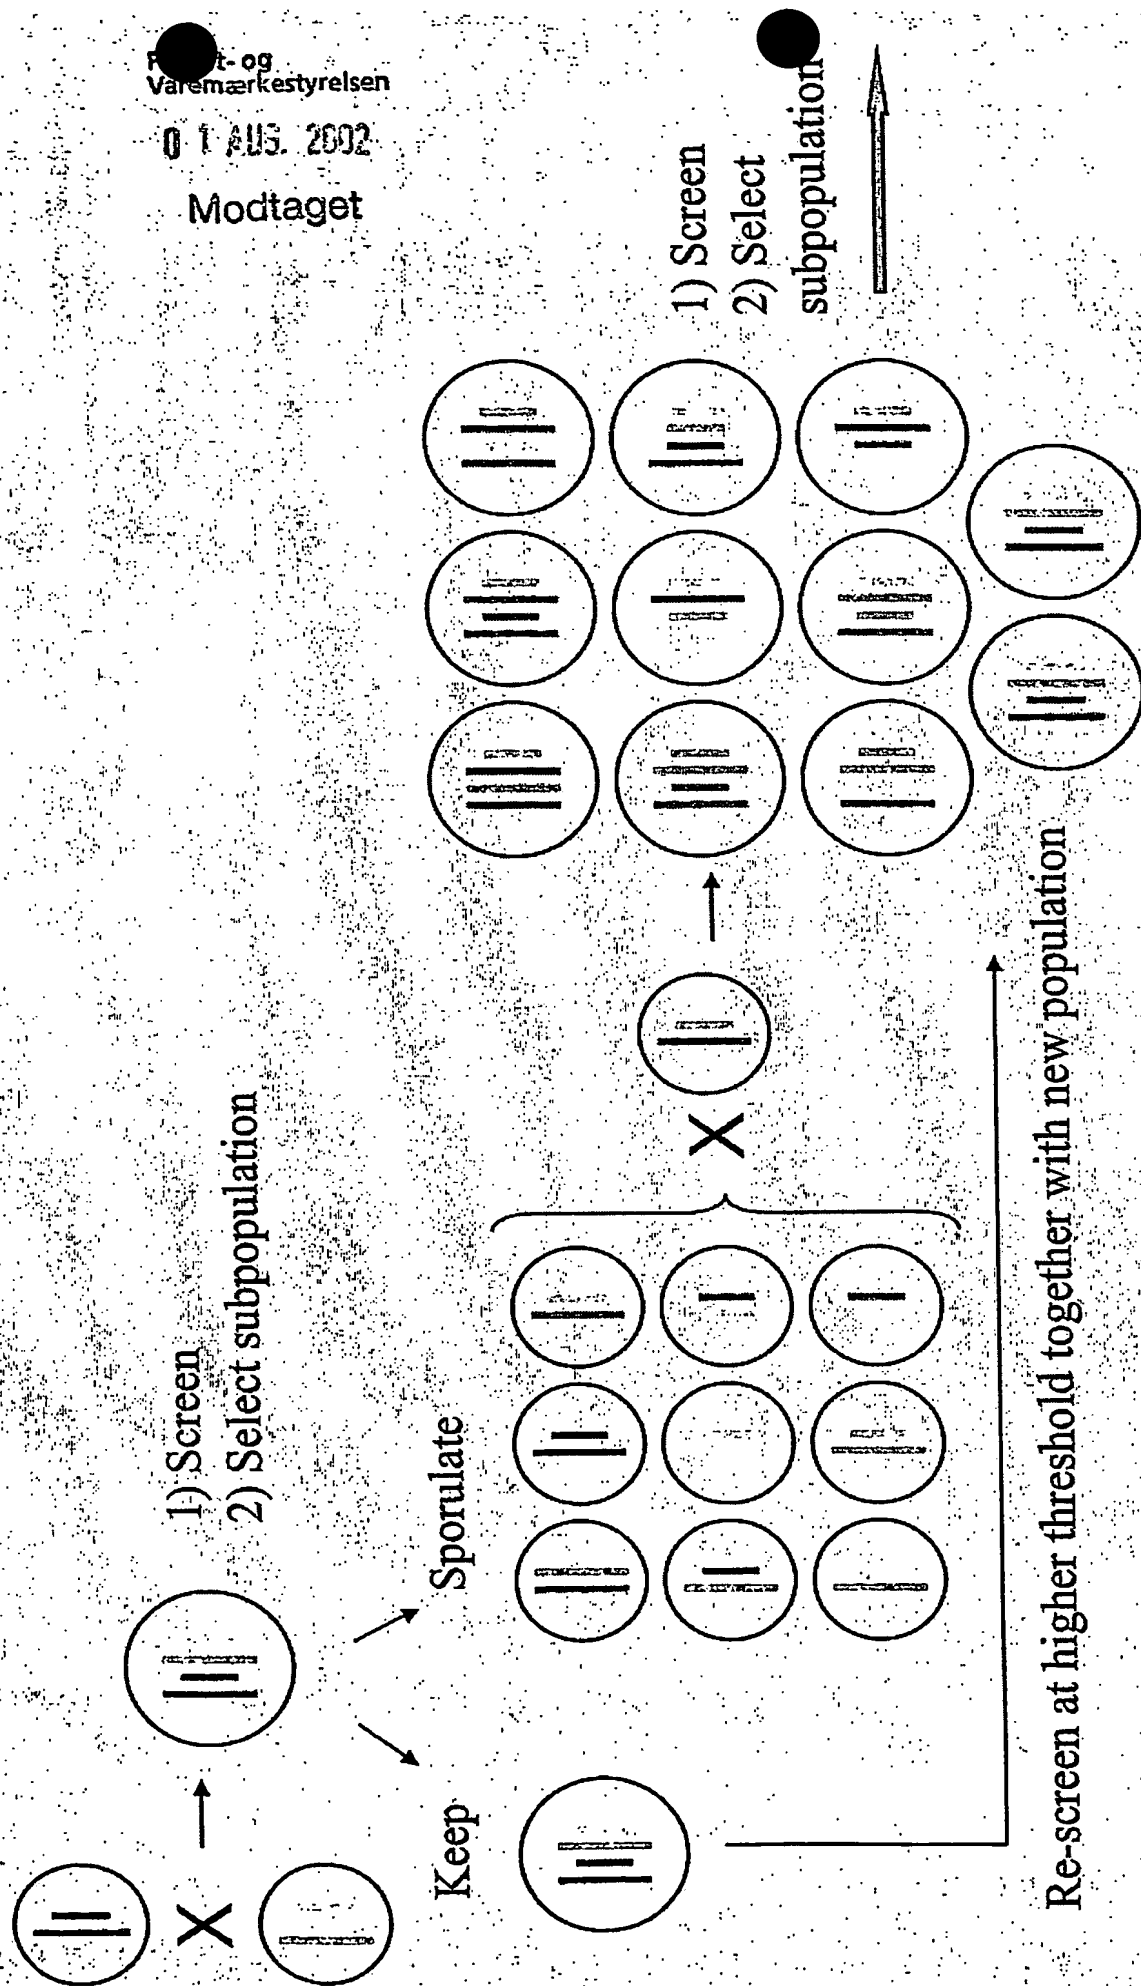 t- og
Varemærkestyrelsen
0 1 AUG. 2002
Modtaget
X
1) Screen
2) Select subpopulation
Keep
Sporulate
X
1) Screen
2) Select
subpopulation
Re-screen at higher threshold together with new population